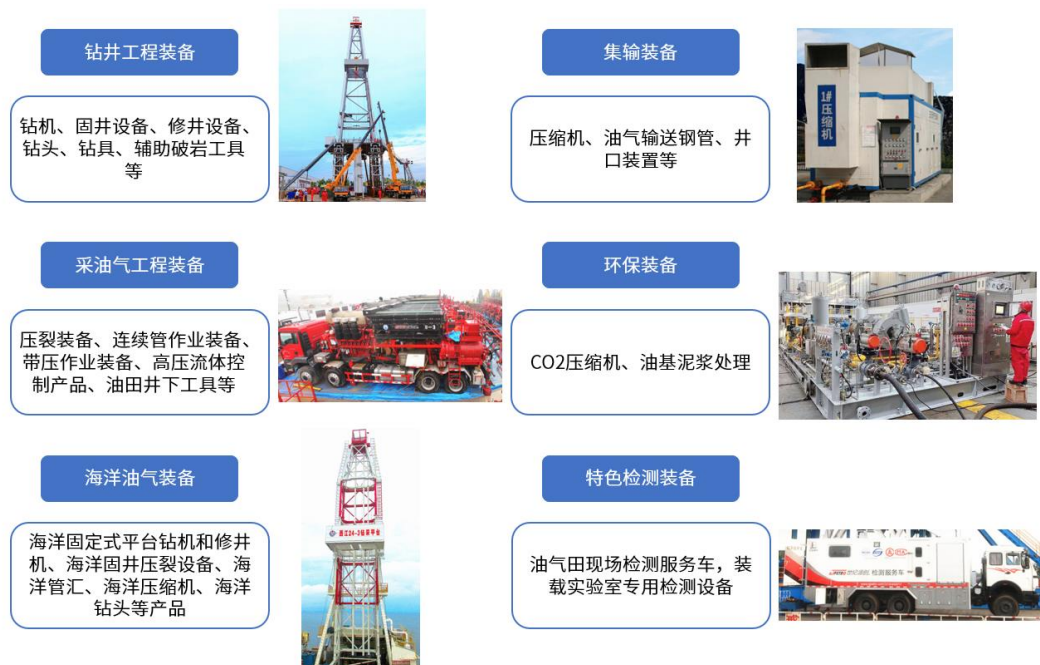 钻井工程装备
钻机、固井设备、修井设备、
钻头、钻具、辅助破岩工具
等
集输装备
压缩机、油气输送钢管、井
口装置等
1#压缩机
采油气工程装备
压裂装备、连续管作业装备、
带压作业装备、高压流体控
制产品、油田井下工具等
环保装备
CO2压缩机、油基泥浆处理
海洋油气装备
海洋固定式平台钻机和修井
机、海洋固井压裂设备、海
洋管汇、海洋压缩机、海洋
钻头等产品
特色检测装备
油气田现场检测服务车，装
载实验室专用检测设备
检测服务车